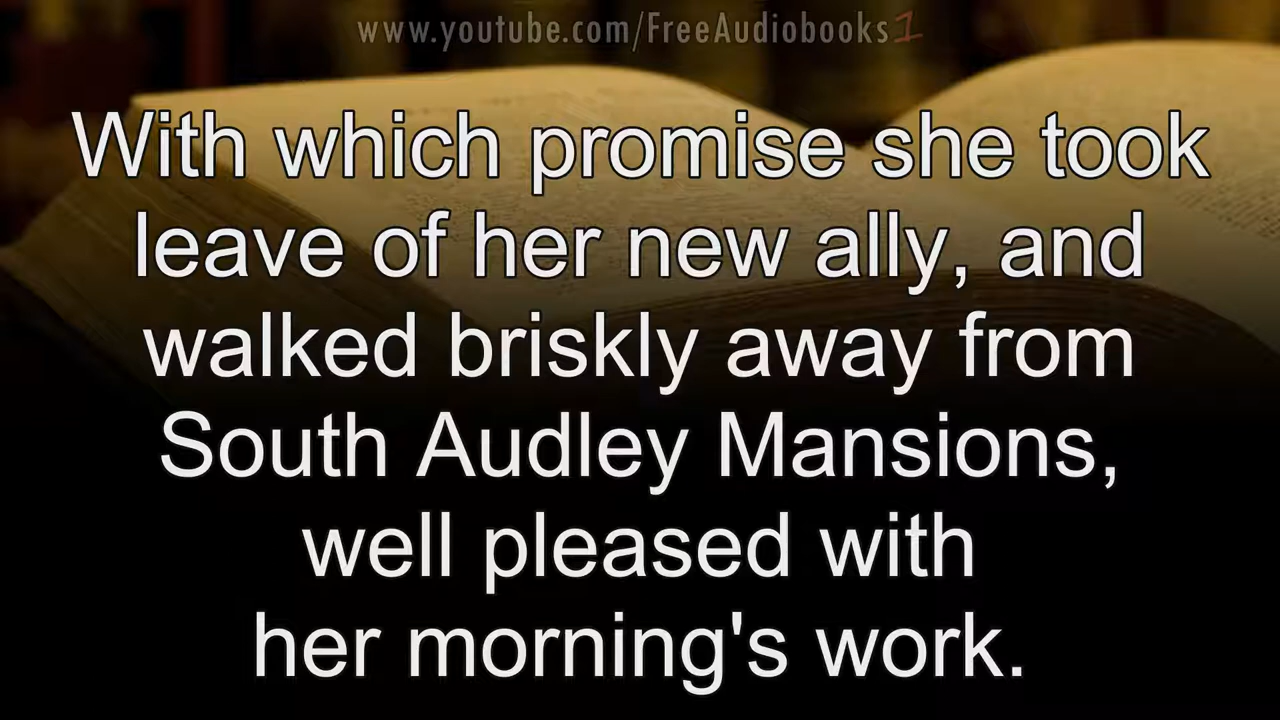 www.youtube.com/FreeAudiobooks1
With which promise she took
leave of her new ally, and
walked briskly away from
South Audley Mansions,
well pleased with
her morning's work.